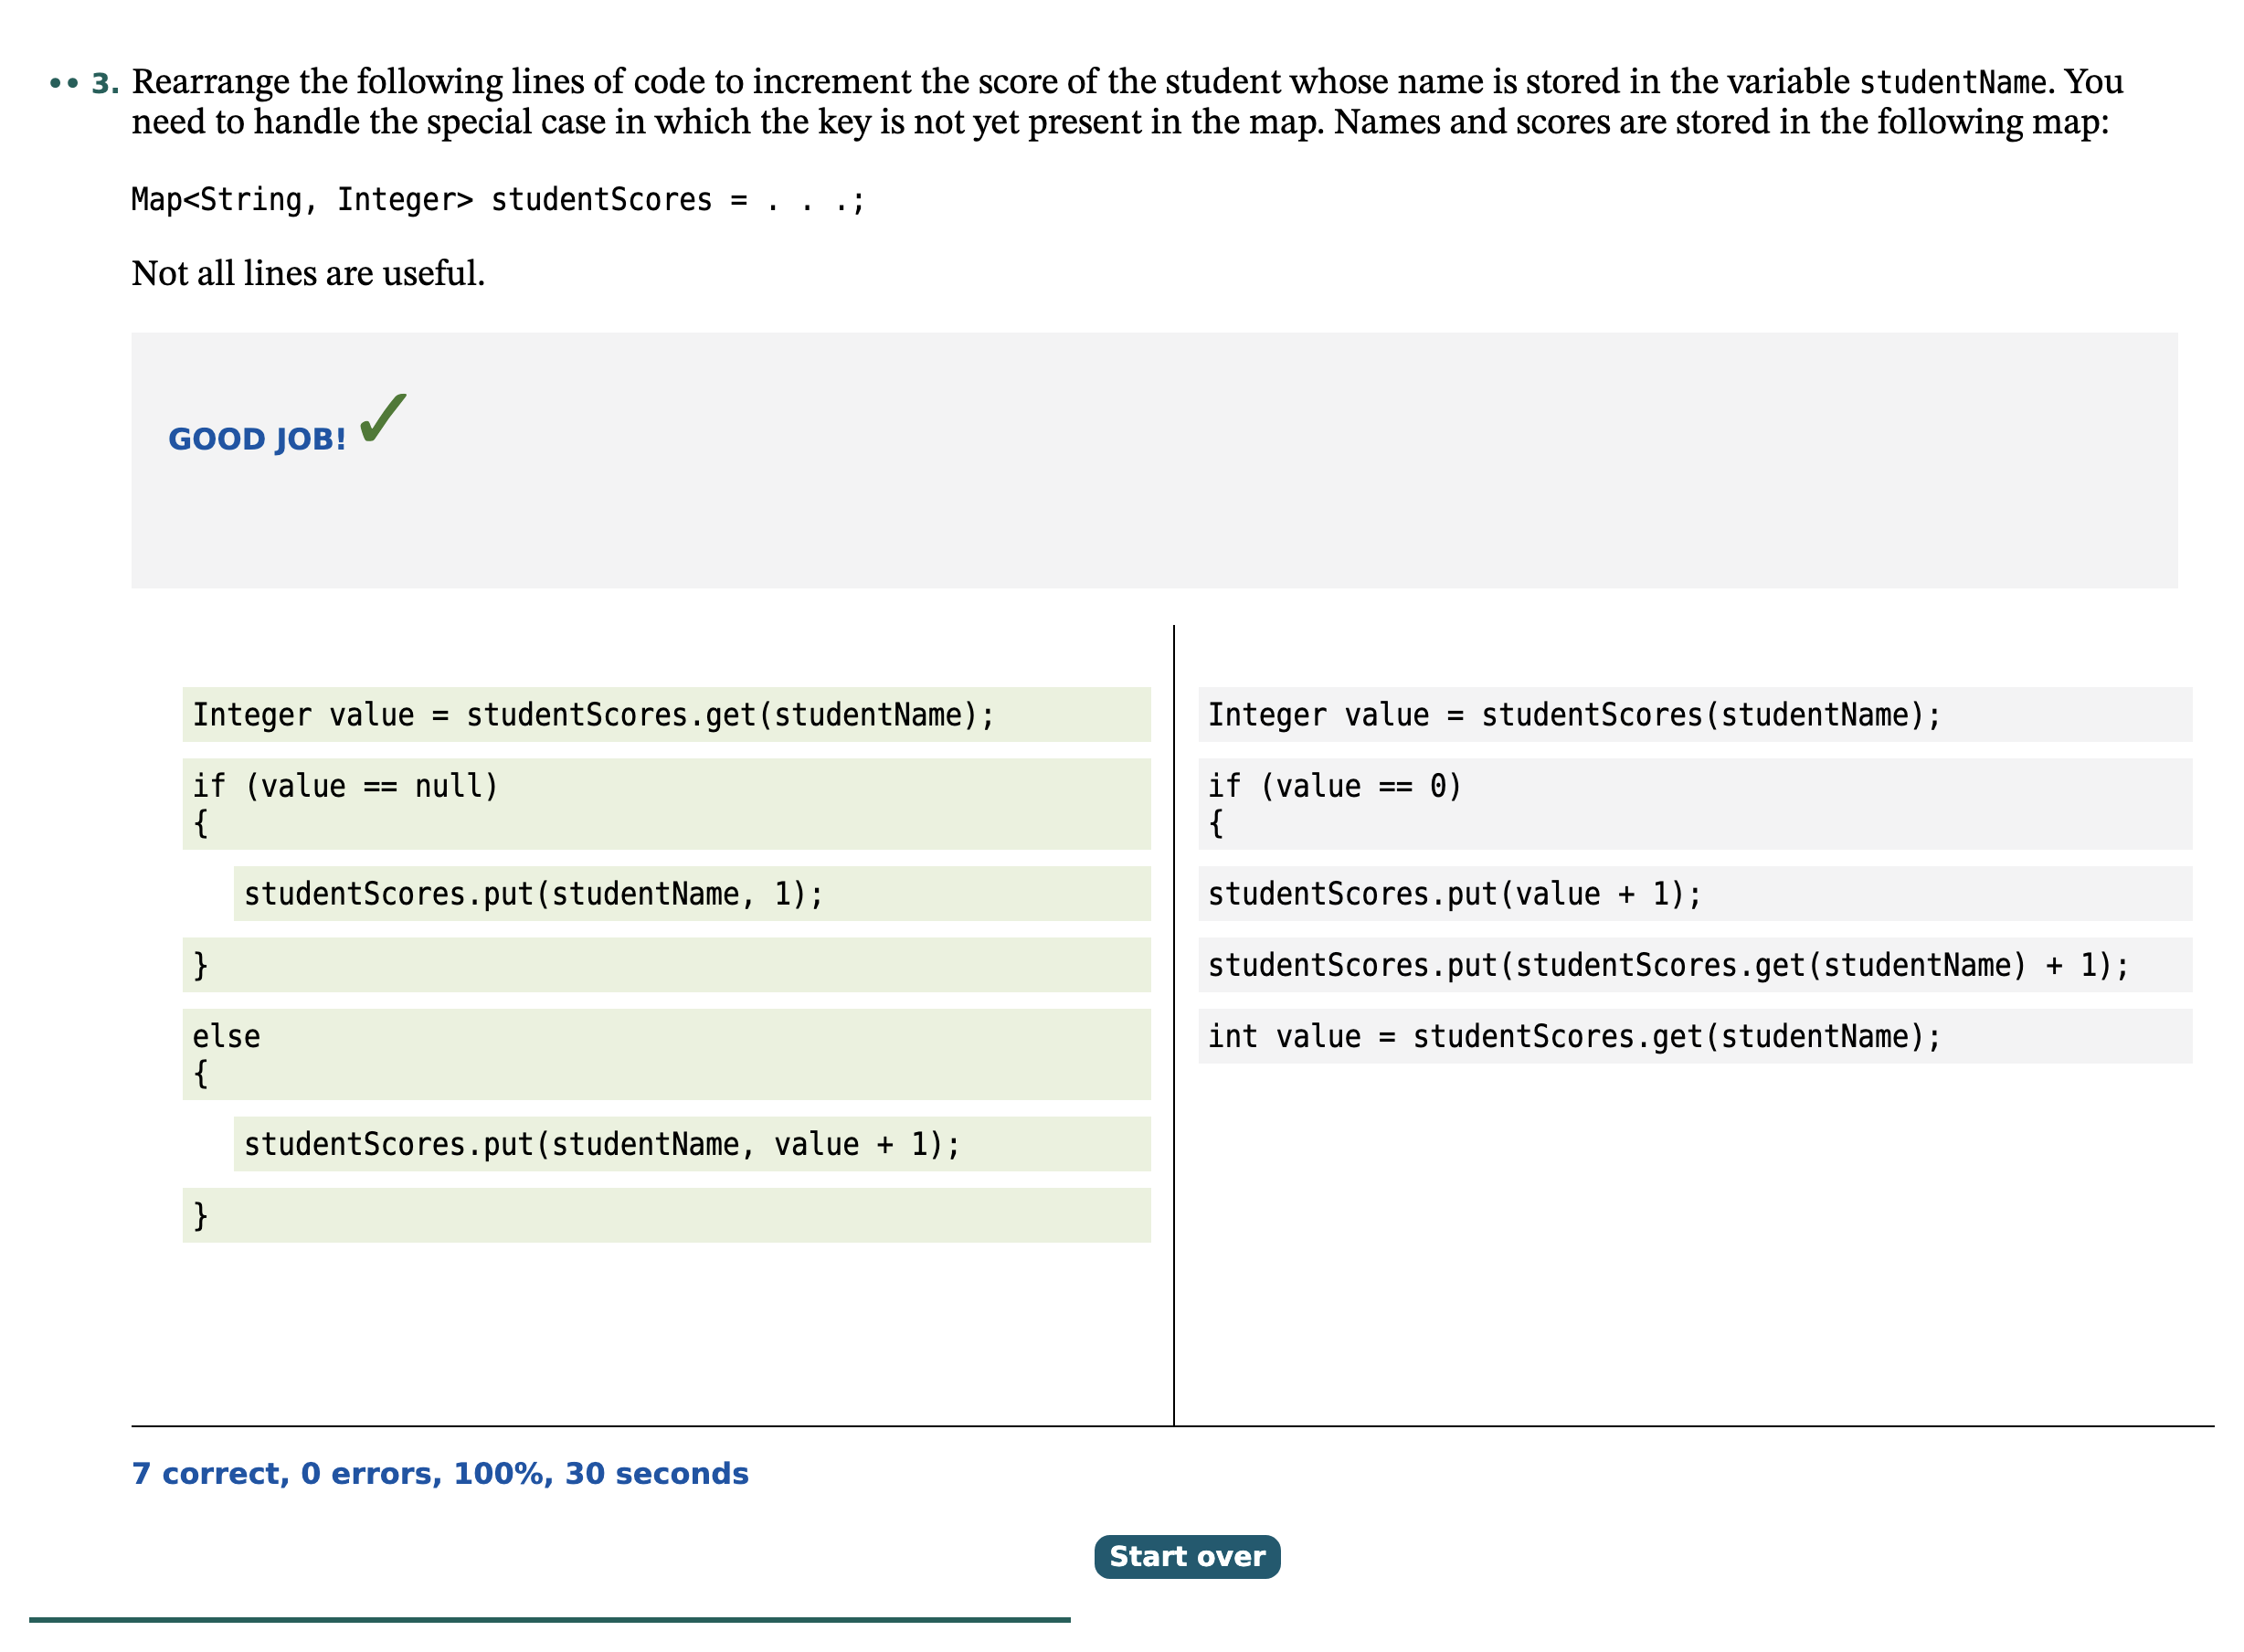 •• 3. Rearrange the following lines of code to increment the score of the student whose name is stored in the variable studentName. You
need to handle the special case in which the key is not yet present in the map. Names and scores are stored in the following map:
Map<String, Integer> studentScores = . . .;
Not all lines are useful.
GOOD JOB! ✓
Integer value = studentScores.get(studentName);
if (value == null)
{
studentScores.put(studentName, 1);
}
else
{
studentScores.put(studentName, value + 1);
}
Integer value = studentScores(studentName);
if (value == 0)
{
studentScores.put(value + 1);
studentScores.put(studentScores.get(studentName) + 1);
int value = studentScores.get(studentName);
7 correct, 0 errors, 100%, 30 seconds
Start over